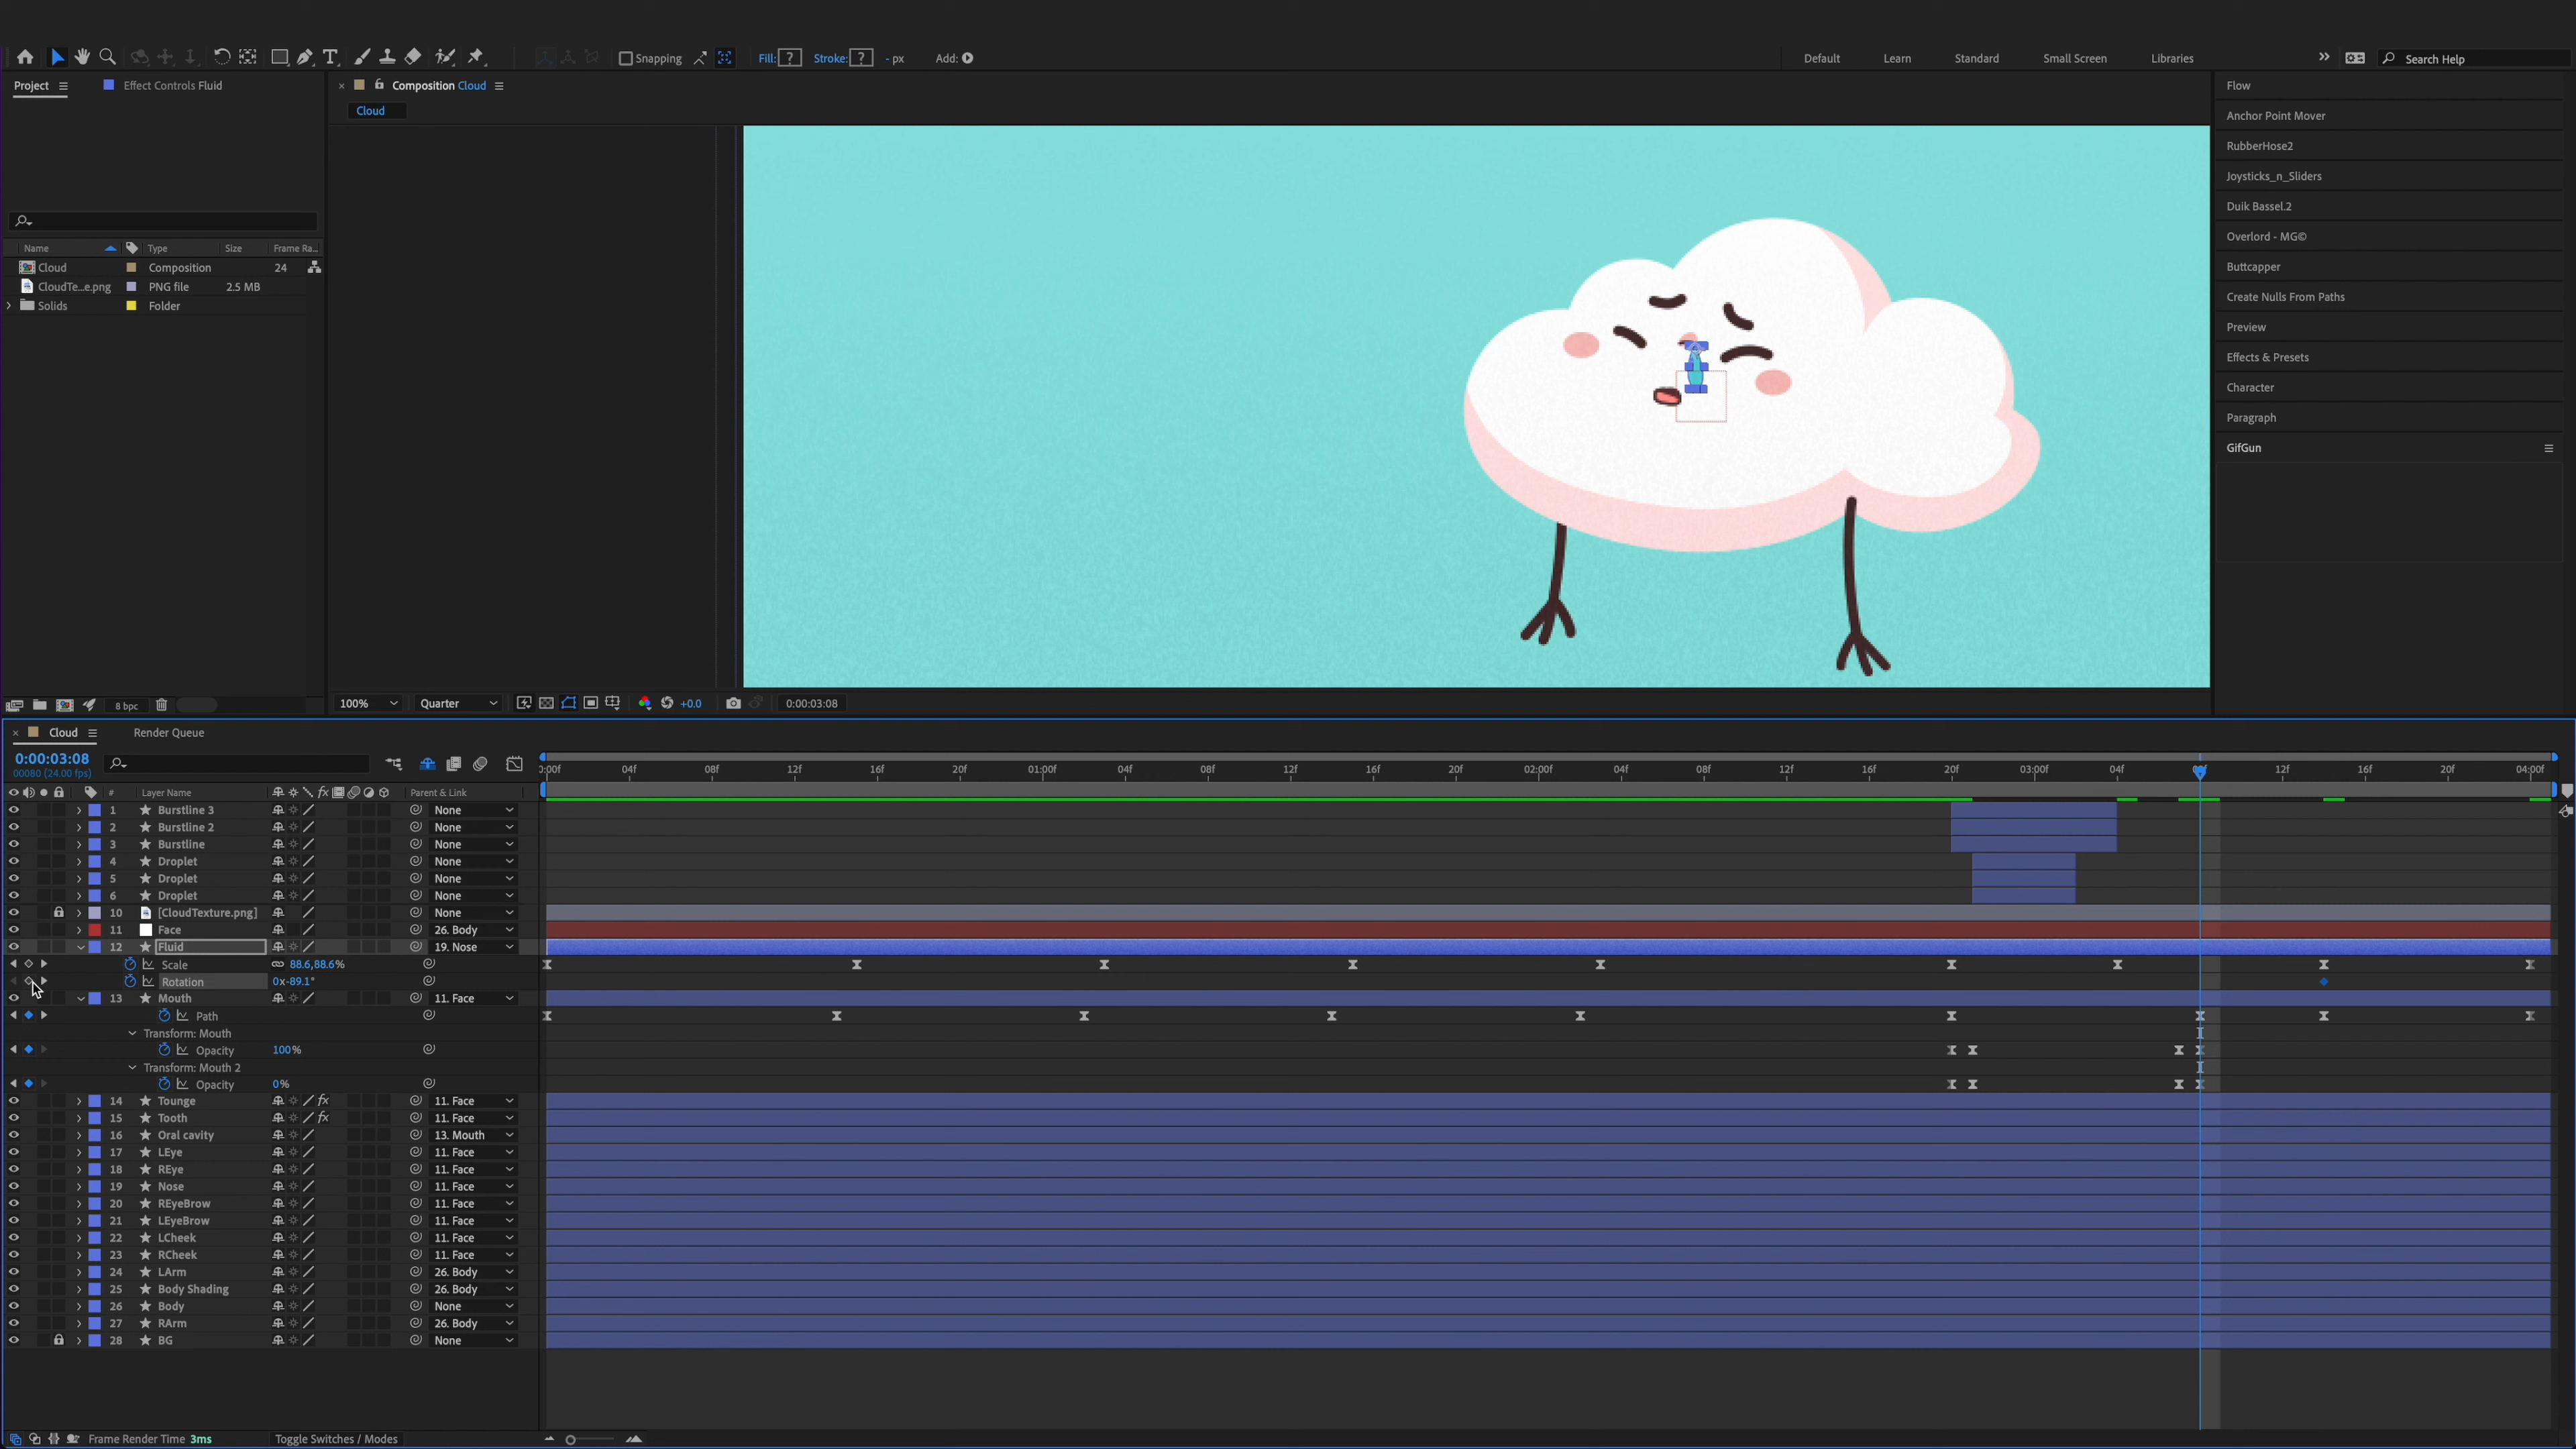 Snapping
Fill: ?
Stroke: ?
- px
Add:
Default
Learn
Standard
Small Screen
Libraries
Search Help
Project
Effect Controls Fluid
Composition Cloud
Cloud
Name
Type
Size
Frame Ra...
Cloud Composition 24
CloudTe...e.png PNG file 2.5 MB
Solids Folder
Flow
Anchor Point Mover
RubberHose2
Joysticks_n_Sliders
Duik Bassel.2
Overlord - MG©
Buttcapper
Create Nulls From Paths
Preview
Effects & Presets
Character
Paragraph
GifGun
8 bpc
100%
Quarter
+0.0
0:00:03:08
Cloud
Render Queue
0:00:03:08
00080 (24.00 fps)
# Layer Name fx Parent & Link
0:00f 04f 08f 12f 16f 20f 01:00f 04f 08f 12f 16f 20f 02:00f 04f 08f 12f 16f 20f 03:00f 04f 12f 16f 20f 04:00f
1 Burstline 3 None
2 Burstline 2 None
3 Burstline None
4 Droplet None
5 Droplet None
6 Droplet None
10 [CloudTexture.png] None
11 Face 26. Body
12 Fluid 19. Nose
Scale 88.6,88.6%
Rotation 0x-89.1°
13 Mouth 11. Face
Path
Transform: Mouth
Opacity 100%
Transform: Mouth 2
Opacity 0%
14 Tounge fx 11. Face
15 Tooth fx 11. Face
16 Oral cavity 13. Mouth
17 LEye 11. Face
18 REye 11. Face
19 Nose 11. Face
20 REyeBrow 11. Face
21 LEyeBrow 11. Face
22 LCheek 11. Face
23 RCheek 11. Face
24 LArm 26. Body
25 Body Shading 26. Body
26 Body None
27 RArm 26. Body
28 BG None
Frame Render Time 3ms
Toggle Switches / Modes